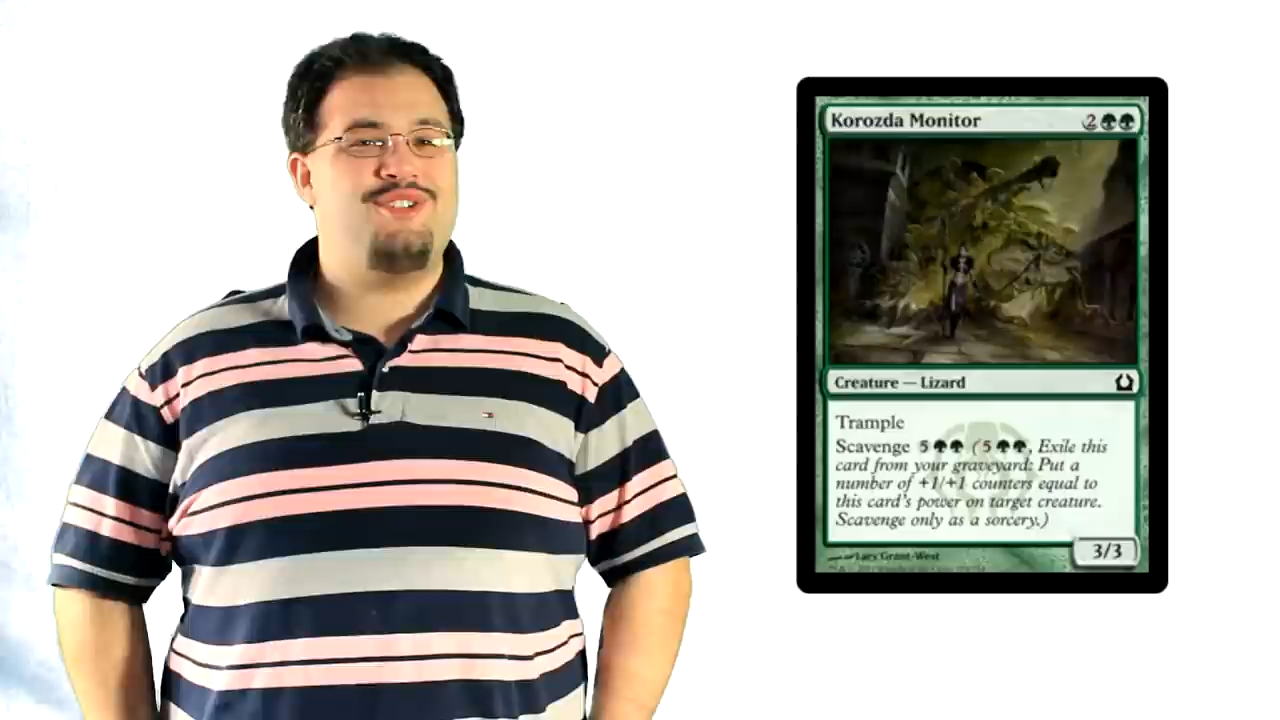 Korozda Monitor 2
Creature — Lizard
Trample
Scavenge 5 (5, Exile this
card from your graveyard: Put a
number of +1/+1 counters equal to
this card's power on target creature.
Scavenge only as a sorcery.)
3/3
Lars Grant-West